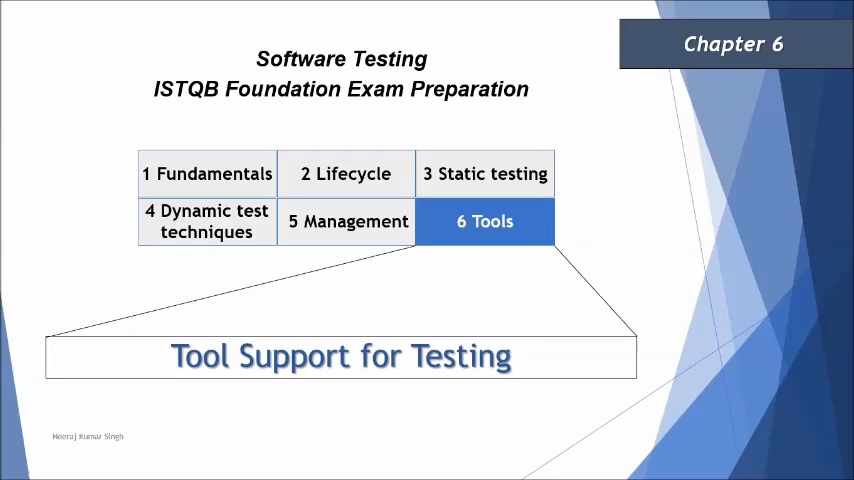 Chapter 6
Software Testing
ISTQB Foundation Exam Preparation
1 Fundamentals
2 Lifecycle
3 Static testing
4 Dynamic test
techniques
5 Management
6 Tools
Tool Support for Testing
Neeraj Kumar Singh